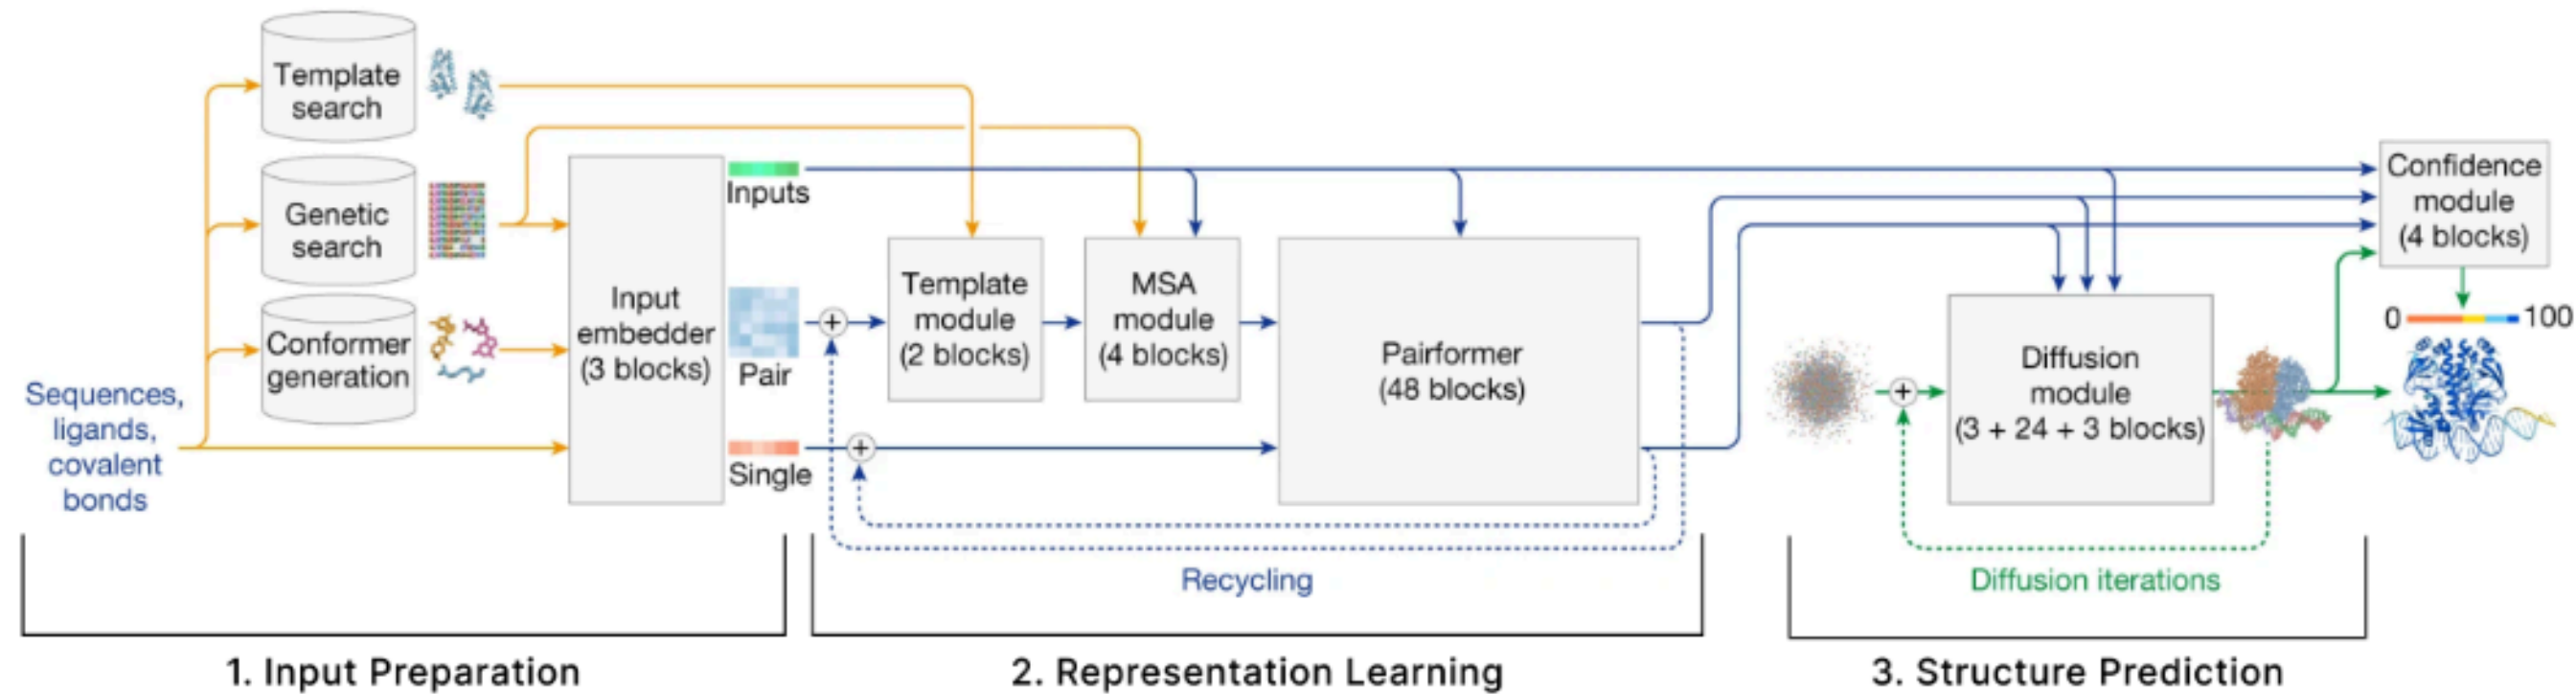 Template
search
Genetic
search
Conformer
generation
Sequences,
ligands,
covalent
bonds
Input
embedder
(3 blocks)
Inputs
Pair
Single
Template
module
(2 blocks)
MSA
module
(4 blocks)
Pairformer
(48 blocks)
Recycling
Diffusion
module
(3 + 24 + 3 blocks)
Diffusion iterations
Confidence
module
(4 blocks)
0 100
1. Input Preparation
2. Representation Learning
3. Structure Prediction